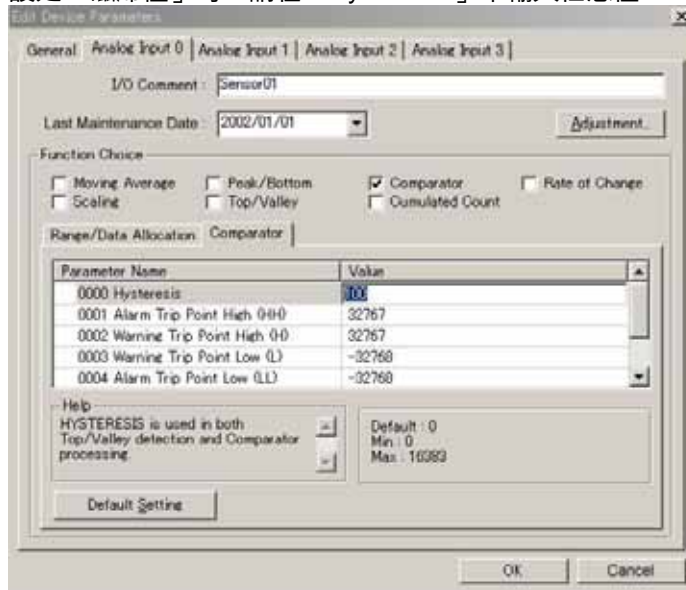 Edit Device Parameters
General Analog Input 0 Analog Input 1 Analog Input 2 Analog Input 3
I/O Comment : Sensor01
Last Maintenance Date 2002/01/01 Adjustment..
Function Choice
Moving Average Peak/Bottom Comparator Rate of Change
Scaling Top/Valley Cumulated Count
Range/Data Allocation Comparator
Parameter Name Value
0000 Hysteresis 100
0001 Alarm Trip Point High (HH) 32767
0002 Warning Trip Point High (H) 32767
0003 Warning Trip Point Low (L) -32768
0004 Alarm Trip Point Low (LL) -32768
Help
HYSTERESIS is used in both
Top/Valley detection and Comparator
processing.
Default : 0
Min : 0
Max : 16383
Default Setting
OK Cancel